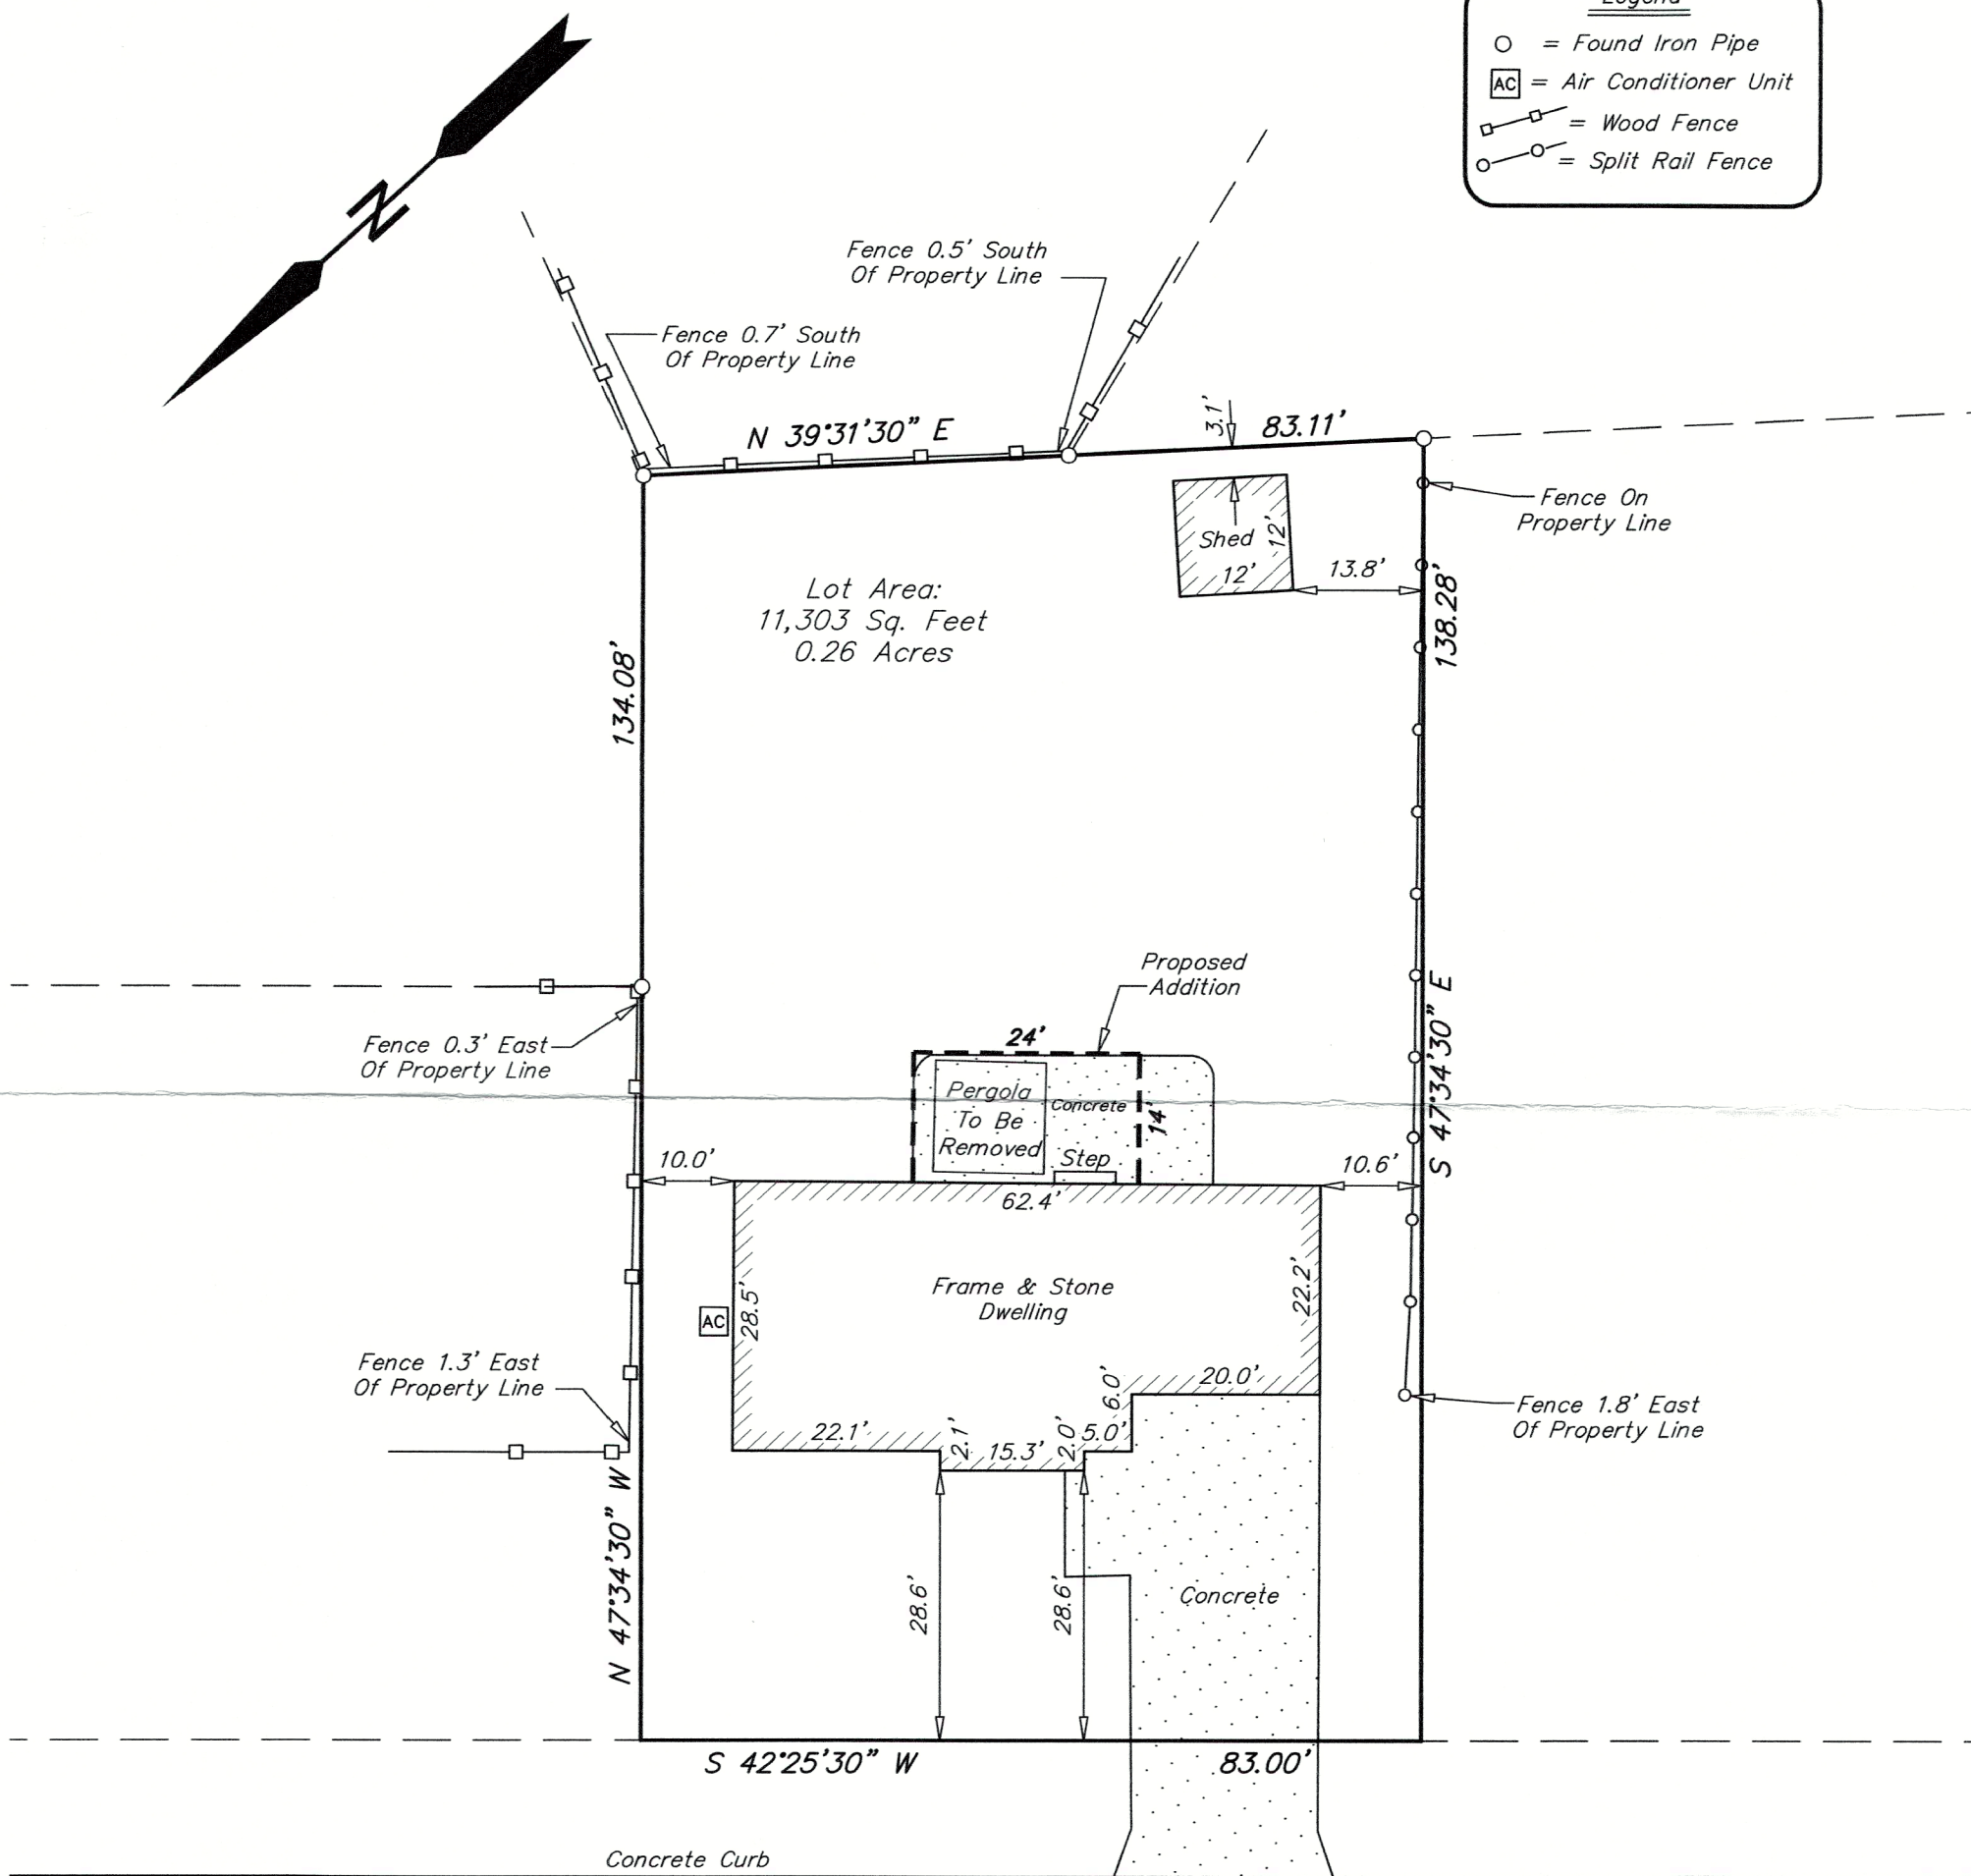 Legend
= Found Iron Pipe
AC = Air Conditioner Unit
= Wood Fence
= Split Rail Fence
N
Fence 0.5' South
Of Property Line
Fence 0.7' South
Of Property Line
N 39°31'30" E
3.1'
83.11'
Fence On
Property Line
Shed
12'
12'
13.8'
138.28'
Lot Area:
11,303 Sq. Feet
0.26 Acres
134.08'
Proposed
Addition
S 47°34'30" E
Fence 0.3' East
Of Property Line
24'
Pergola
To Be
Removed
Concrete
14'
Step
10.0'
10.6'
62.4'
Frame & Stone
Dwelling
28.5'
22.2'
AC
Fence 1.3' East
Of Property Line
20.0'
6.0'
Fence 1.8' East
Of Property Line
22.1'
2.1'
15.3'
2.0'
5.0'
N 47°34'30" W
28.6'
28.6'
Concrete
S 42°25'30" W
83.00'
Concrete Curb